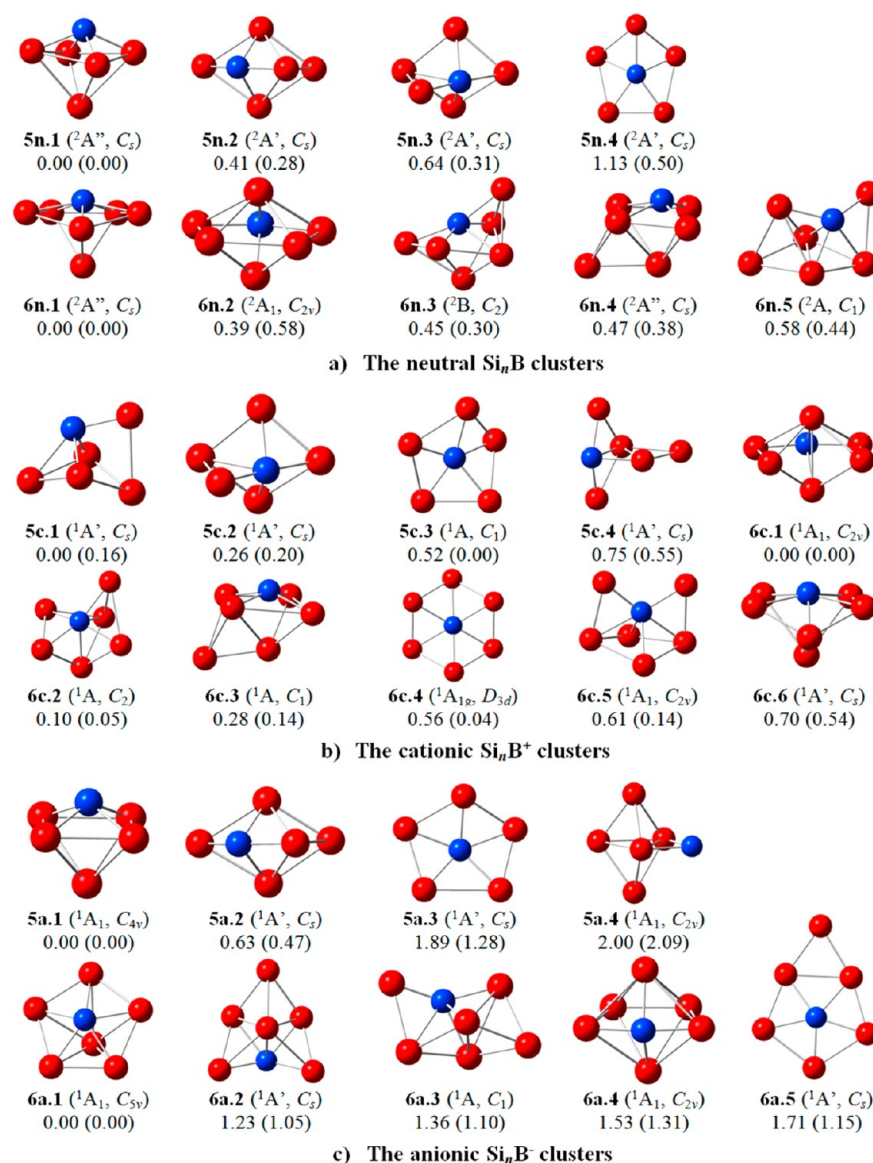 5n.1 (²A”, Cs) 5n.2 (²A’, Cs) 5n.3 (²A’, Cs) 5n.4 (²A’, Cs)
0.00 (0.00) 0.41 (0.28) 0.64 (0.31) 1.13 (0.50)
6n.1 (²A”, Cs) 6n.2 (²A₁, C2v) 6n.3 (²B, C₂) 6n.4 (²A”, Cs) 6n.5 (²A, C₁)
0.00 (0.00) 0.39 (0.58) 0.45 (0.30) 0.47 (0.38) 0.58 (0.44)
a) The neutral SinB clusters
5c.1 (¹A’, Cs) 5c.2 (¹A’, Cs) 5c.3 (¹A, C₁) 5c.4 (¹A’, Cs) 6c.1 (¹A₁, C2v)
0.00 (0.16) 0.26 (0.20) 0.52 (0.00) 0.75 (0.55) 0.00 (0.00)
6c.2 (¹A, C₂) 6c.3 (¹A, C₁) 6c.4 (¹A1g, D3d) 6c.5 (¹A₁, C2v) 6c.6 (¹A’, Cs)
0.10 (0.05) 0.28 (0.14) 0.56 (0.04) 0.61 (0.14) 0.70 (0.54)
b) The cationic SinB⁺ clusters
5a.1 (¹A₁, C4v) 5a.2 (¹A’, Cs) 5a.3 (¹A’, Cs) 5a.4 (¹A₁, C2v)
0.00 (0.00) 0.63 (0.47) 1.89 (1.28) 2.00 (2.09)
6a.1 (¹A₁, C5v) 6a.2 (¹A’, Cs) 6a.3 (¹A, C₁) 6a.4 (¹A₁, C2v) 6a.5 (¹A’, Cs)
0.00 (0.00) 1.23 (1.05) 1.36 (1.10) 1.53 (1.31) 1.71 (1.15)
c) The anionic SinB⁻ clusters